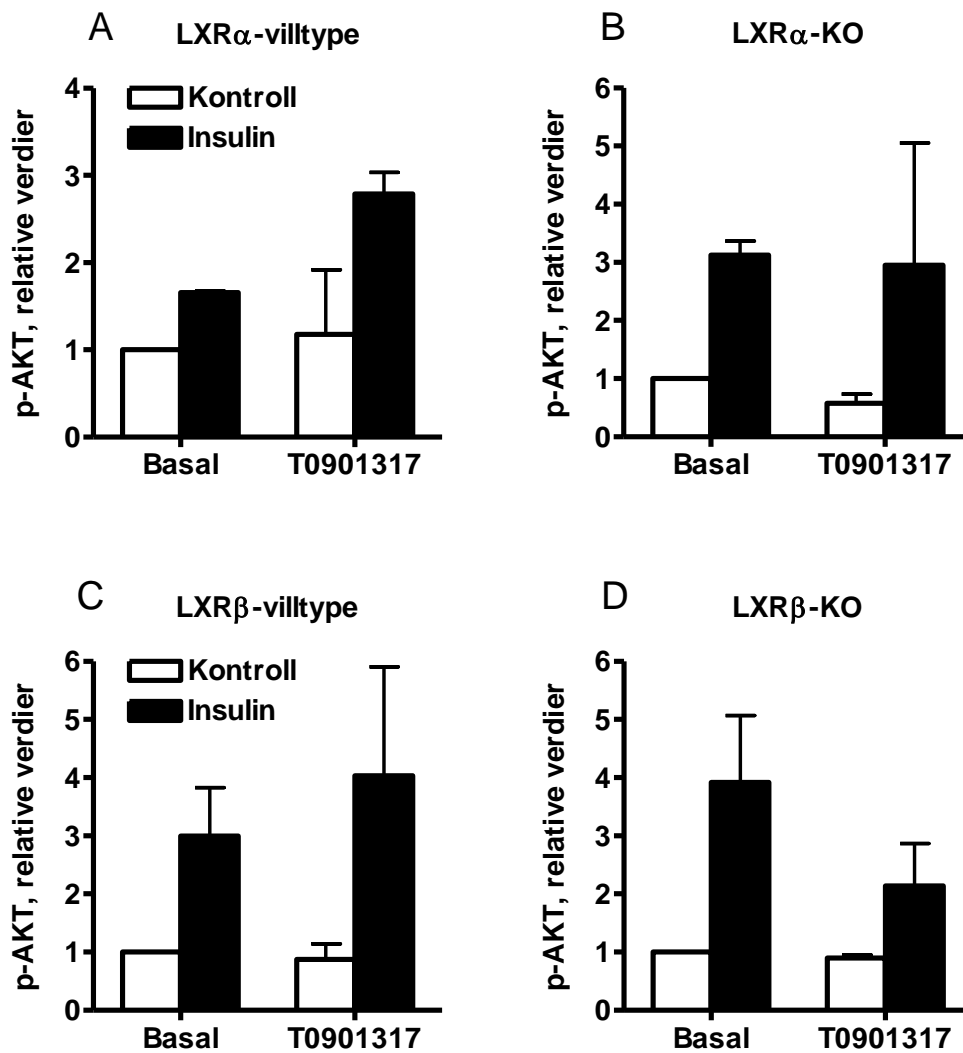 A
LXRα-villtype
p-AKT, relative verdier
4
3
2
1
0
Kontroll
Insulin
Basal
T0901317
B
LXRα-KO
p-AKT, relative verdier
6
5
4
3
2
1
0
Basal
T0901317
C
LXRβ-villtype
p-AKT, relative verdier
6
5
4
3
2
1
0
Kontroll
Insulin
Basal
T0901317
D
LXRβ-KO
p-AKT, relative verdier
6
5
4
3
2
1
0
Basal
T0901317